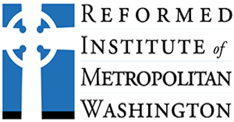 REFORMED
INSTITUTE of
METROPOLITAN
WASHINGTON